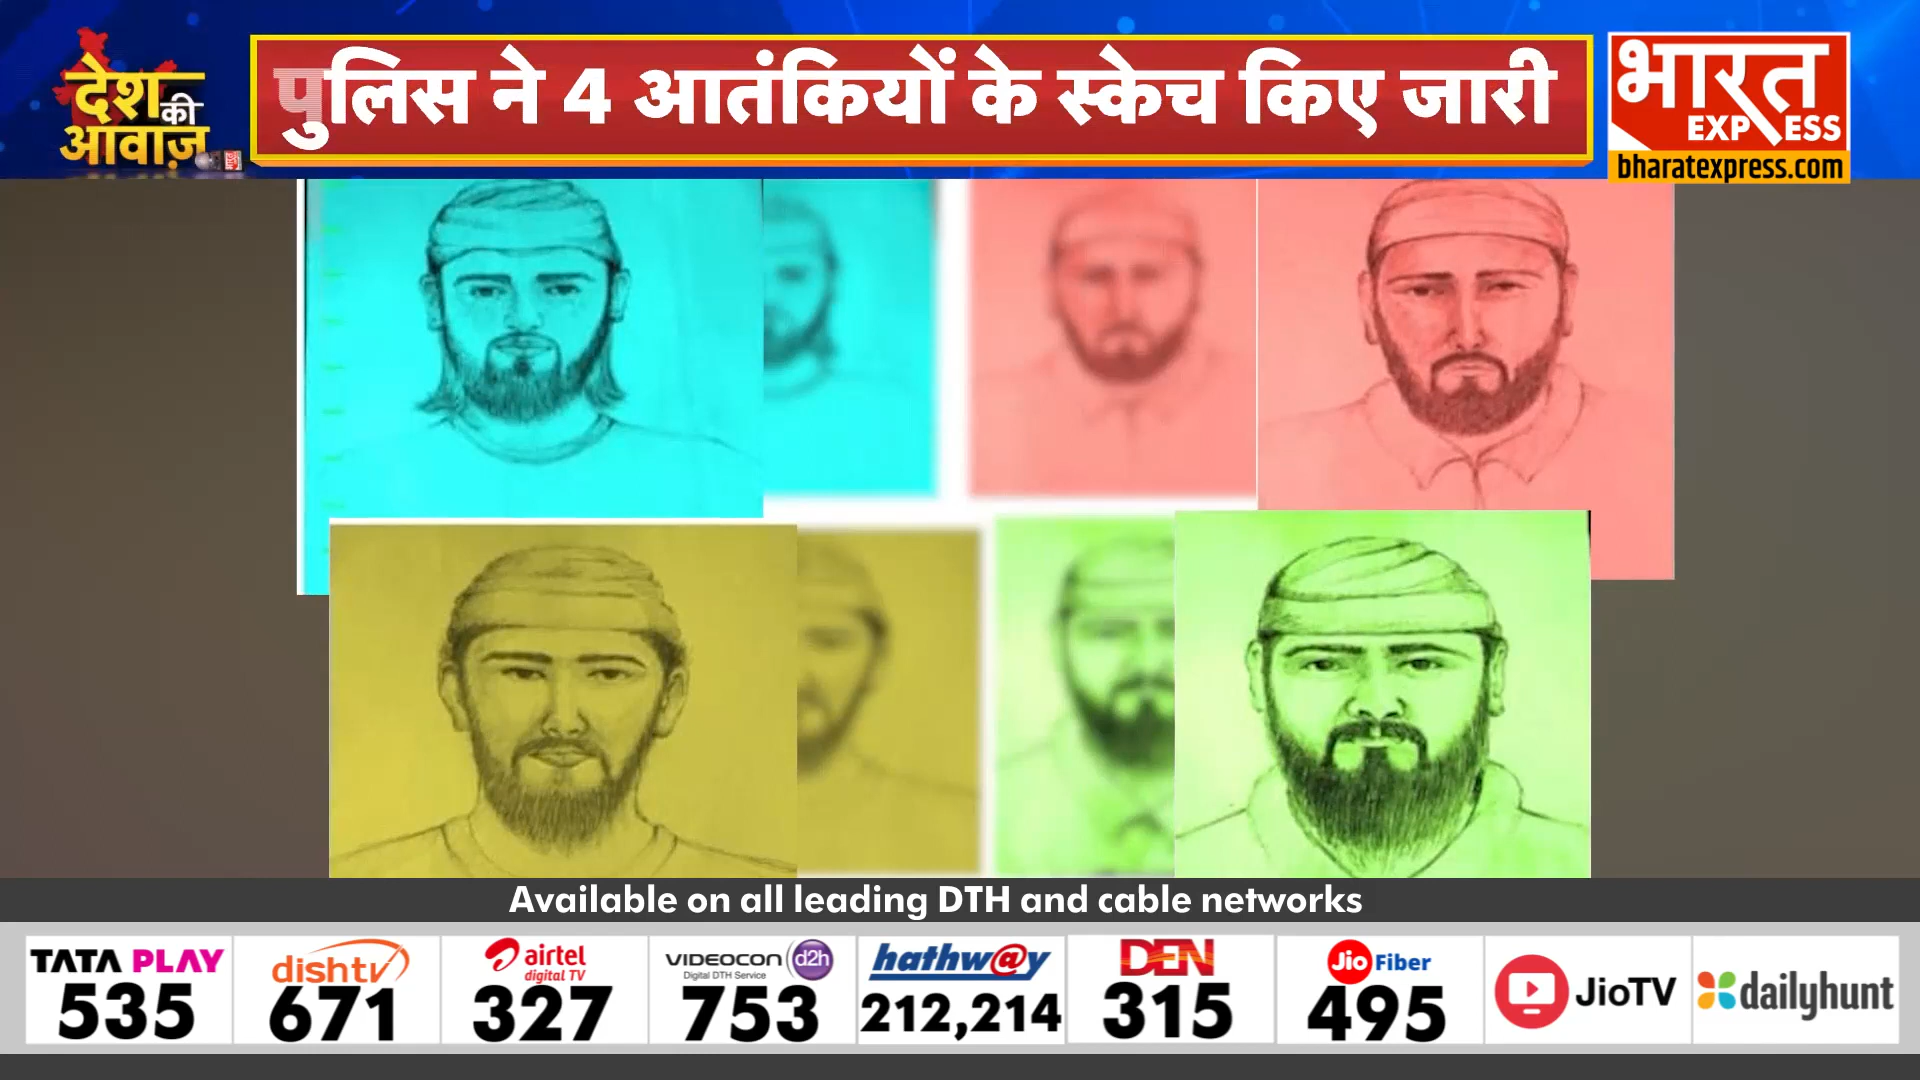 देश की आवाज़
पुलिस ने 4 आतंकियों के स्केच किए जारी
भारत
EXPRESS
bharatexpress.com
Available on all leading DTH and cable networks
TATA PLAY
535
dishtv
671
airtel
digital TV
327
VIDEOCON d2h
Digital DTH Service
753
hathw@y
212,214
DEN
315
Jio Fiber
495
JioTV
dailyhunt